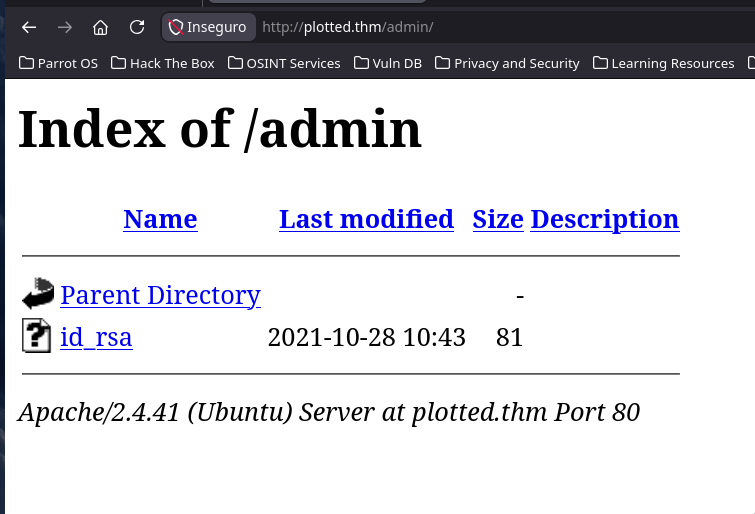 Inseguro http://plotted.thm/admin/
Parrot OS Hack The Box OSINT Services Vuln DB Privacy and Security Learning Resources
Index of /admin
Name Last modified Size Description
Parent Directory -
id_rsa 2021-10-28 10:43 81
Apache/2.4.41 (Ubuntu) Server at plotted.thm Port 80